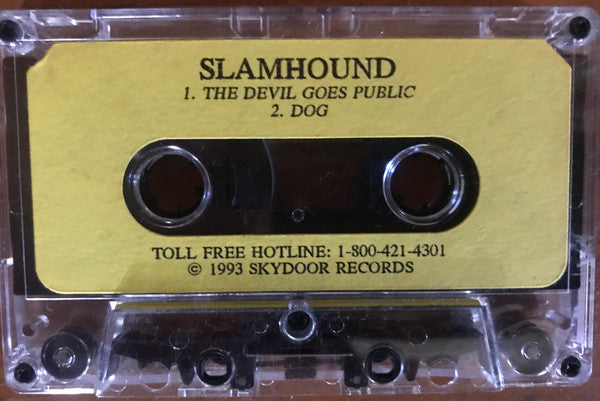 SLAMHOUND
1. THE DEVIL GOES PUBLIC
2. DOG
TOLL FREE HOTLINE: 1-800-421-4301
© 1993 SKYDOOR RECORDS